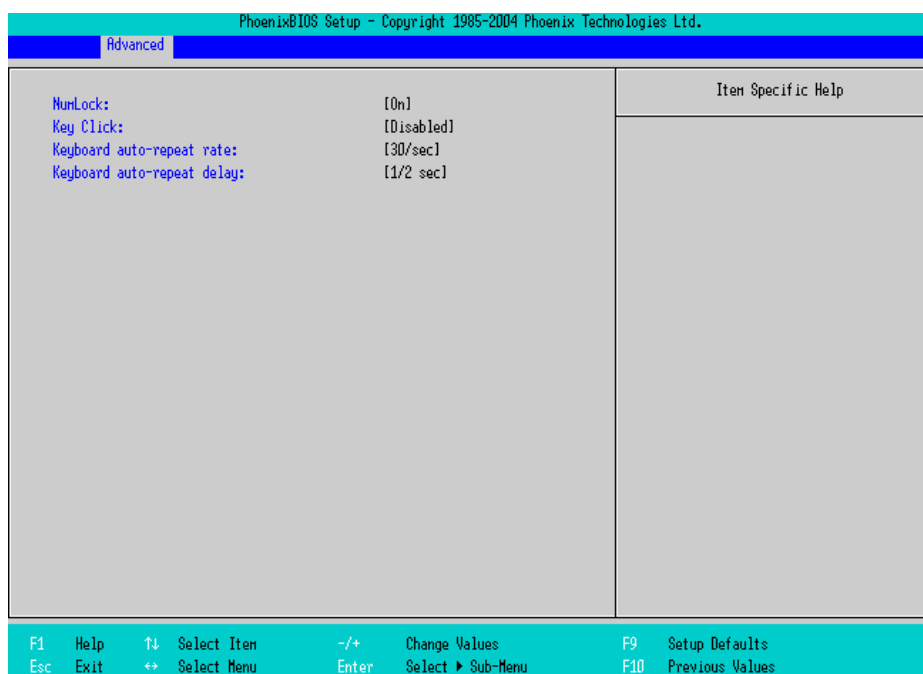 PhoenixBIOS Setup - Copyright 1985-2004 Phoenix Technologies Ltd.
Advanced
Item Specific Help
NumLock: [On]
Key Click: [Disabled]
Keyboard auto-repeat rate: [30/sec]
Keyboard auto-repeat delay: [1/2 sec]
F1 Help ↑↓ Select Item -/+ Change Values F9 Setup Defaults
Esc Exit ↔ Select Menu Enter Select ▶ Sub-Menu F10 Previous Values